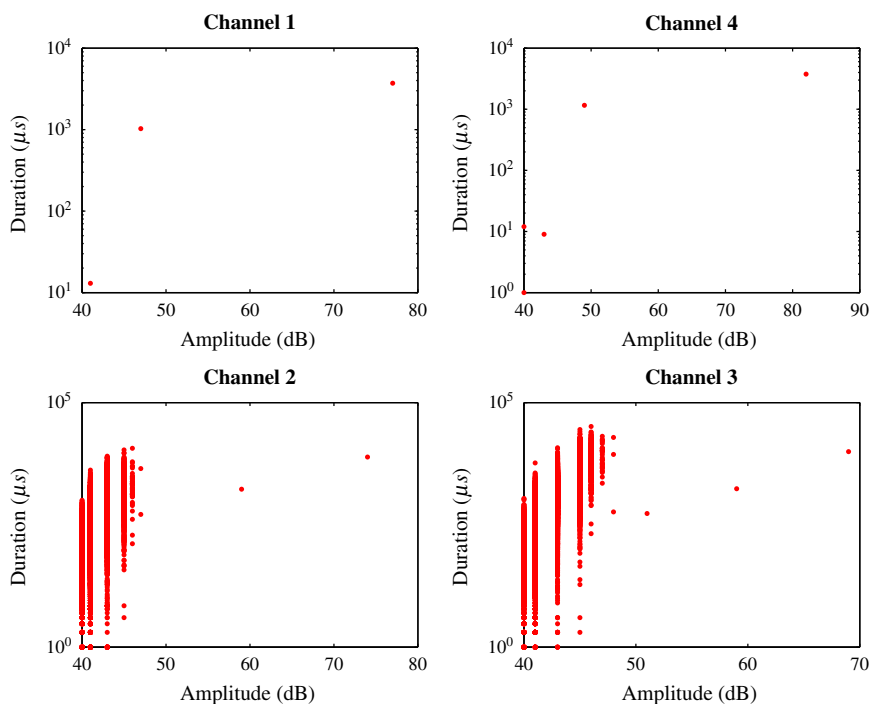 Channel 1
Duration (μs)
10^4
10^3
10^2
10^1
40 50 60 70 80
Amplitude (dB)
Channel 4
Duration (μs)
10^4
10^3
10^2
10^1
10^0
40 50 60 70 80 90
Amplitude (dB)
Channel 2
Duration (μs)
10^5
10^0
40 50 60 70 80
Amplitude (dB)
Channel 3
Duration (μs)
10^5
10^0
40 50 60 70
Amplitude (dB)